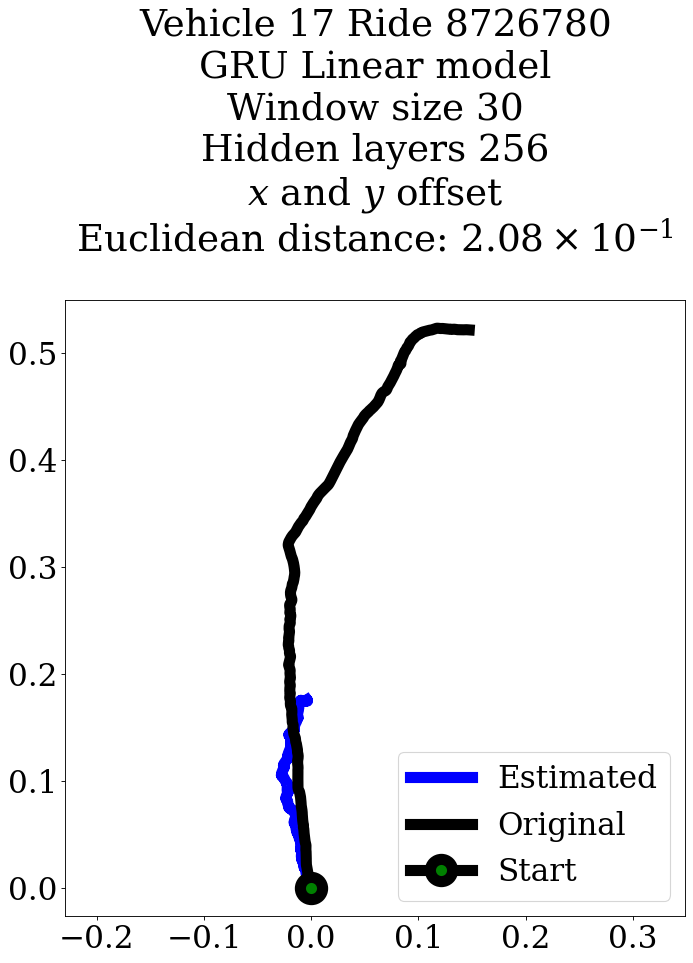 Vehicle 17 Ride 8726780
GRU Linear model
Window size 30
Hidden layers 256
x and y offset
Euclidean distance: 2.08 × 10⁻¹
0.5
0.4
0.3
0.2
0.1
0.0
Estimated
Original
Start
−0.2 −0.1 0.0 0.1 0.2 0.3